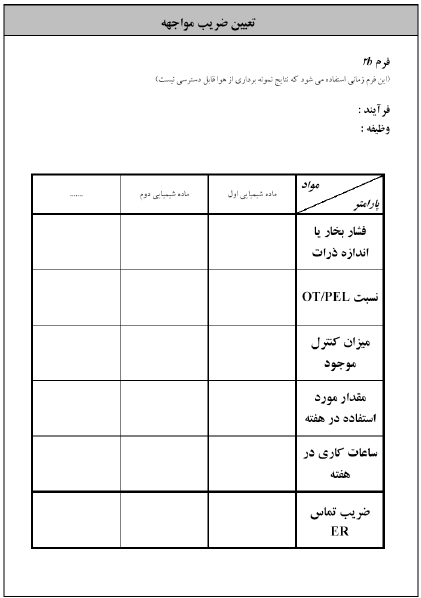 تعیین ضریب مواجهه
فرم ۲b
(این فرم زمانی استفاده می شود که نتایج نمونه برداری از هوا قابل دسترسی نیست)
فرآیند :
وظیفه :
مواد
پارامتر
ماده شیمیایی اول
ماده شیمیایی دوم
........
فشار بخار یا
اندازه ذرات
نسبت OT/PEL
میزان کنترل
موجود
مقدار مورد
استفاده در هفته
ساعات کاری در
هفته
ضریب تماس
ER